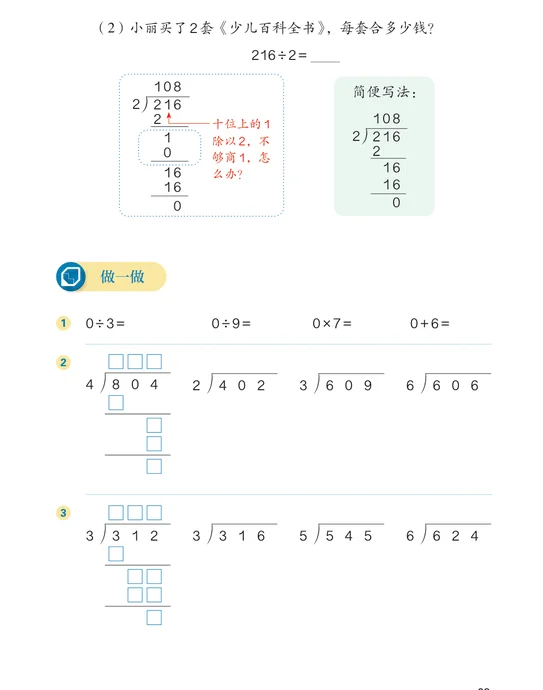 （2）小丽买了2套《少儿百科全书》，每套合多少钱？
216÷2=____
108
2 216
2
1
0
16
16
0
十位上的1
除以2，不
够商1，怎
么办？
简便写法：
108
2 216
2
16
16
0
做一做
1 0÷3= 0÷9= 0×7= 0+6=
2
4 804 2 402 3 609 6 606
3
3 312 3 316 5 545 6 624